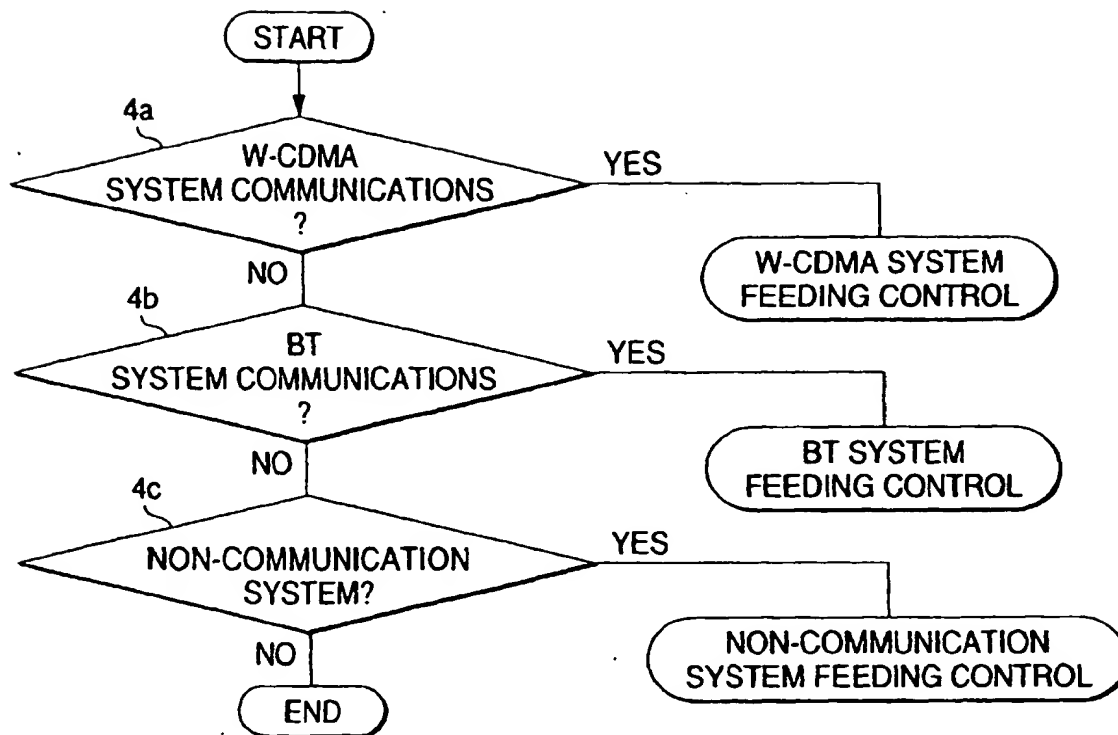 START
4a
W-CDMA
SYSTEM COMMUNICATIONS
?
YES
W-CDMA SYSTEM
FEEDING CONTROL
NO
4b
BT
SYSTEM COMMUNICATIONS
?
YES
BT SYSTEM
FEEDING CONTROL
NO
4c
NON-COMMUNICATION
SYSTEM?
YES
NON-COMMUNICATION
SYSTEM FEEDING CONTROL
NO
END